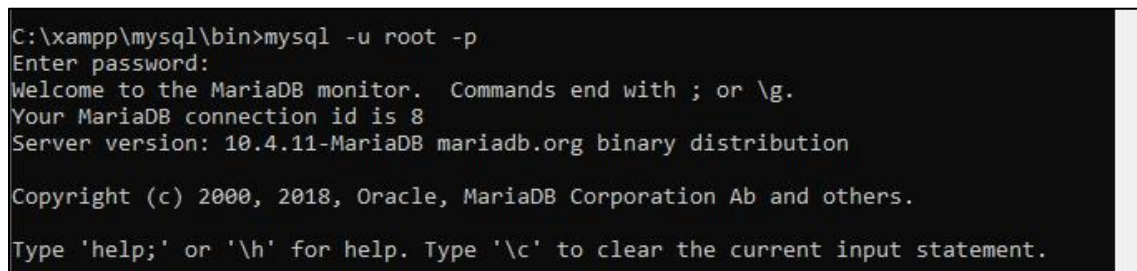 C:\xampp\mysql\bin>mysql -u root -p
Enter password:
Welcome to the MariaDB monitor.  Commands end with ; or \g.
Your MariaDB connection id is 8
Server version: 10.4.11-MariaDB mariadb.org binary distribution
Copyright (c) 2000, 2018, Oracle, MariaDB Corporation Ab and others.
Type 'help;' or '\h' for help. Type '\c' to clear the current input statement.